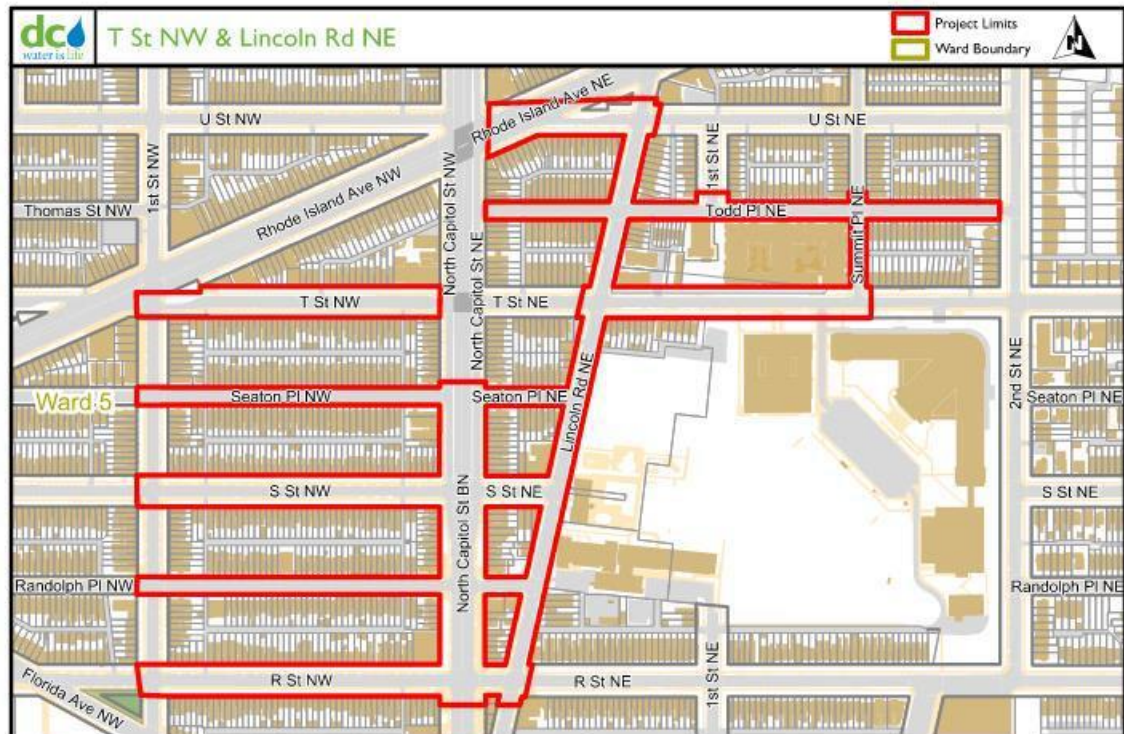 dc
water is life
T St NW & Lincoln Rd NE
Project Limits
Ward Boundary
N
U St NW
Rhode Island Ave NE
U St NE
1st St NW
1st St NE
Thomas St NW
Rhode Island Ave NW
North Capitol St NW
North Capitol St NE
Todd Pl NE
Summit Pl NE
T St NW
T St NE
2nd St NE
Ward 5
Seaton Pl NW
Seaton Pl NE
Lincoln Rd NE
Seaton Pl NE
S St NW
S St NE
S St NE
North Capitol St BN
Randolph Pl NW
Randolph Pl NE
Florida Ave NW
R St NW
R St NE
1st St NE